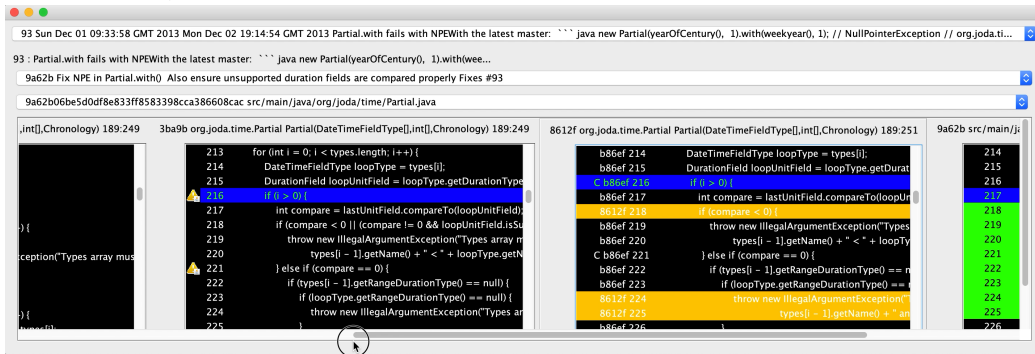 93 Sun Dec 01 09:33:58 GMT 2013 Mon Dec 02 19:14:54 GMT 2013 Partial.with fails with NPEWith the latest master: ``` java new Partial(yearOfCentury(), 1).with(weekyear(), 1); // NullPointerException // org.joda.ti...
93 : Partial.with fails with NPEWith the latest master: ``` java new Partial(yearOfCentury(), 1).with(wee...
9a62b Fix NPE in Partial.with() Also ensure unsupported duration fields are compared properly Fixes #93
9a62b06be5d0df8e833ff8583398cca386608cac src/main/java/org/joda/time/Partial.java
,int[],Chronology) 189:249
-) {
ception("Types array mus
-) {
types[i];
3ba9b org.joda.time.Partial Partial(DateTimeFieldType[],int[],Chronology) 189:249
213 for (int i = 0; i < types.length; i++) {
214 DateTimeFieldType loopType = types[i];
215 DurationField loopUnitField = loopType.getDurationType
216 if (i > 0) {
217 int compare = lastUnitField.compareTo(loopUnitField);
218 if (compare < 0 || (compare != 0 && loopUnitField.isSu
219 throw new IllegalArgumentException("Types array m
220 types[i - 1].getName() + " < " + loopType.getN
221 } else if (compare == 0) {
222 if (types[i - 1].getRangeDurationType() == null) {
223 if (loopType.getRangeDurationType() == null) {
224 throw new IllegalArgumentException("Types ar
225 }
8612f org.joda.time.Partial Partial(DateTimeFieldType[],int[],Chronology) 189:251
b86ef 214 DateTimeFieldType loopType = types[i];
b86ef 215 DurationField loopUnitField = loopType.getDurat
C b86ef 216 if (i > 0) {
b86ef 217 int compare = lastUnitField.compareTo(loopUn
8612f 218 if (compare < 0) {
b86ef 219 throw new IllegalArgumentException("Types
b86ef 220 types[i - 1].getName() + " < " + loopTy
C b86ef 221 } else if (compare == 0) {
b86ef 222 if (types[i - 1].getRangeDurationType() == n
b86ef 223 if (loopType.getRangeDurationType() == n
8612f 224 throw new IllegalArgumentException("T
8612f 225 types[i - 1].getName() + " an
b86ef 226 }
9a62b src/main/ja
214
215
216
217
218
219
220
221
222
223
224
225
226